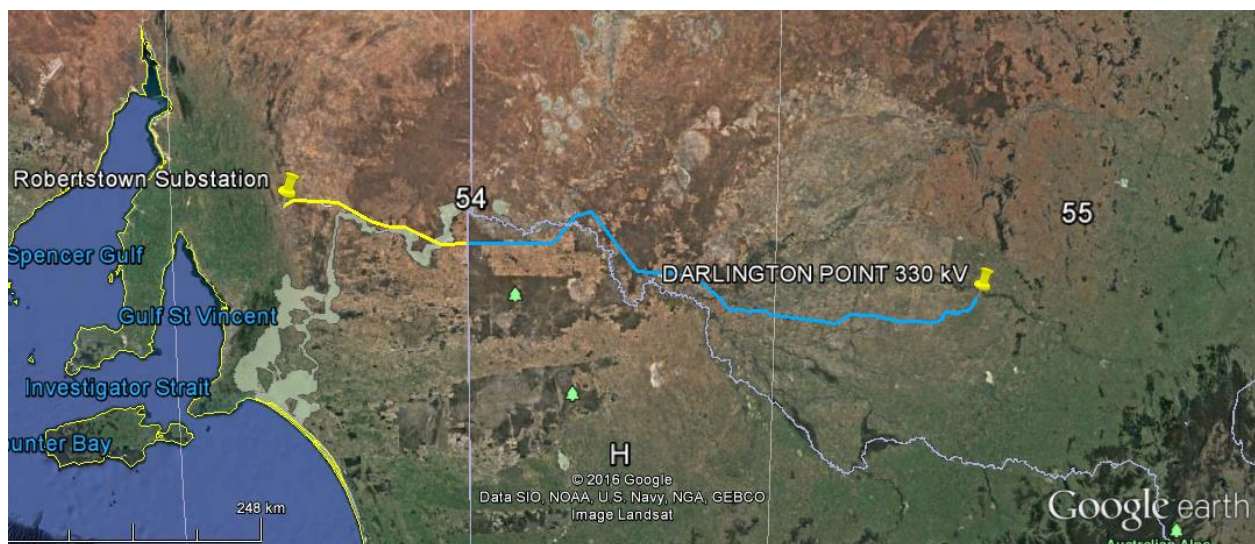 Robertstown Substation
54
55
Spencer Gulf
DARLINGTON POINT 330 kV
Gulf St Vincent
Investigator Strait
ounter Bay
H
© 2016 Google
Data SIO, NOAA, U.S. Navy, NGA, GEBCO
Image Landsat
248 km
Google earth